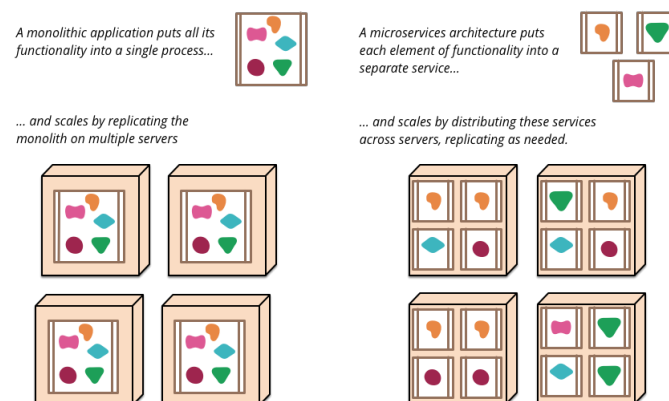 A monolithic application puts all its
functionality into a single process...
... and scales by replicating the
monolith on multiple servers
A microservices architecture puts
each element of functionality into a
separate service...
... and scales by distributing these services
across servers, replicating as needed.